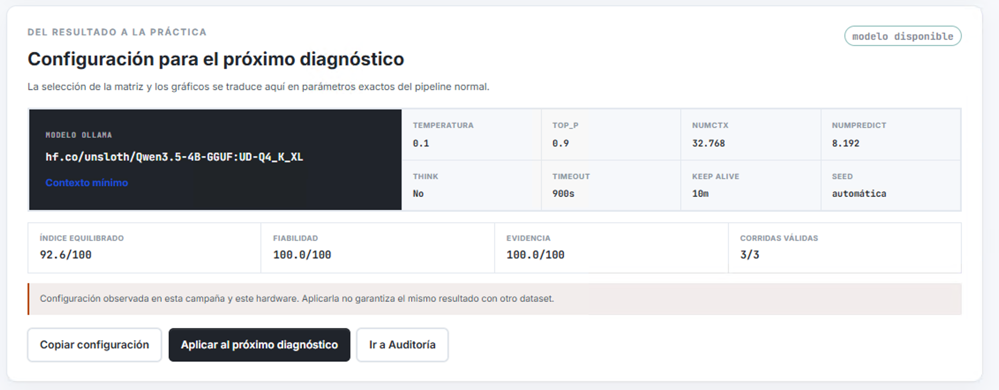 DEL RESULTADO A LA PRÁCTICA
modelo disponible
Configuración para el próximo diagnóstico
La selección de la matriz y los gráficos se traduce aquí en parámetros exactos del pipeline normal.
MODELO OLLAMA
hf.co/unsloth/Qwen3.5-4B-GGUF:UD-Q4_K_XL
Contexto mínimo
TEMPERATURA
0.1
TOP_P
0.9
NUMCTX
32.768
NUMPREDICT
8.192
THINK
No
TIMEOUT
900s
KEEP ALIVE
10m
SEED
automática
ÍNDICE EQUILIBRADO
92.6/100
FIABILIDAD
100.0/100
EVIDENCIA
100.0/100
CORRIDAS VÁLIDAS
3/3
Configuración observada en esta campaña y este hardware. Aplicarla no garantiza el mismo resultado con otro dataset.
Copiar configuración
Aplicar al próximo diagnóstico
Ir a Auditoría